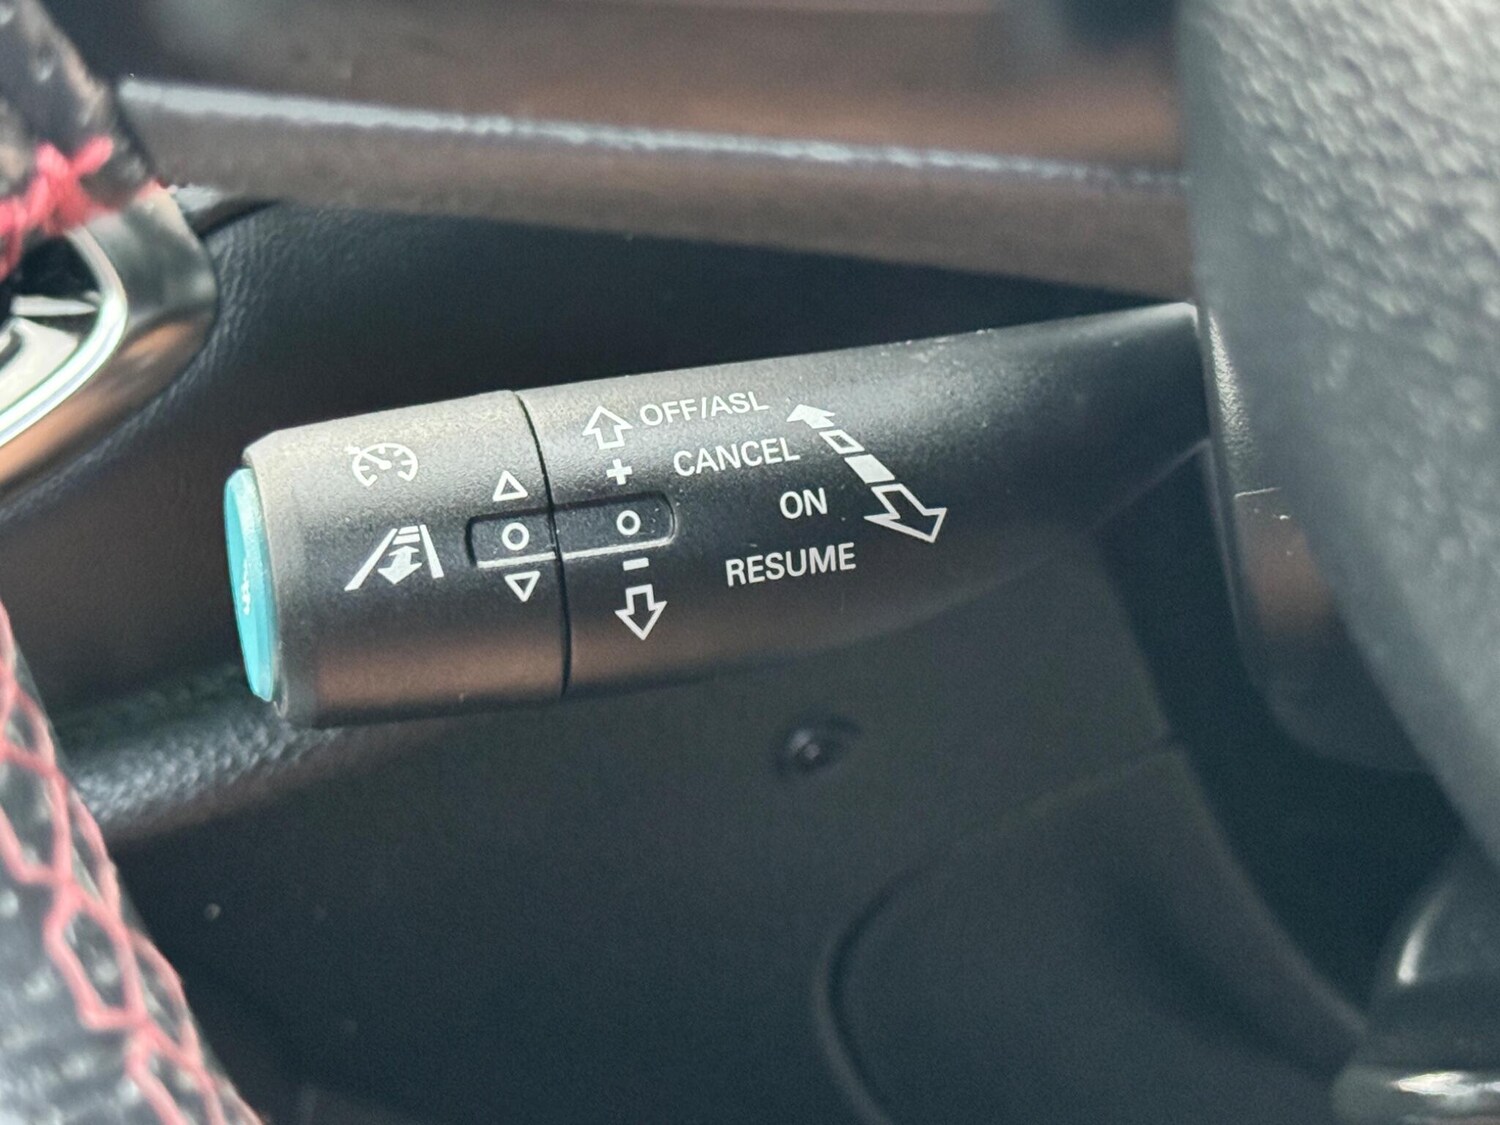 OFF/ASL
CANCEL
+
ON
-
RESUME